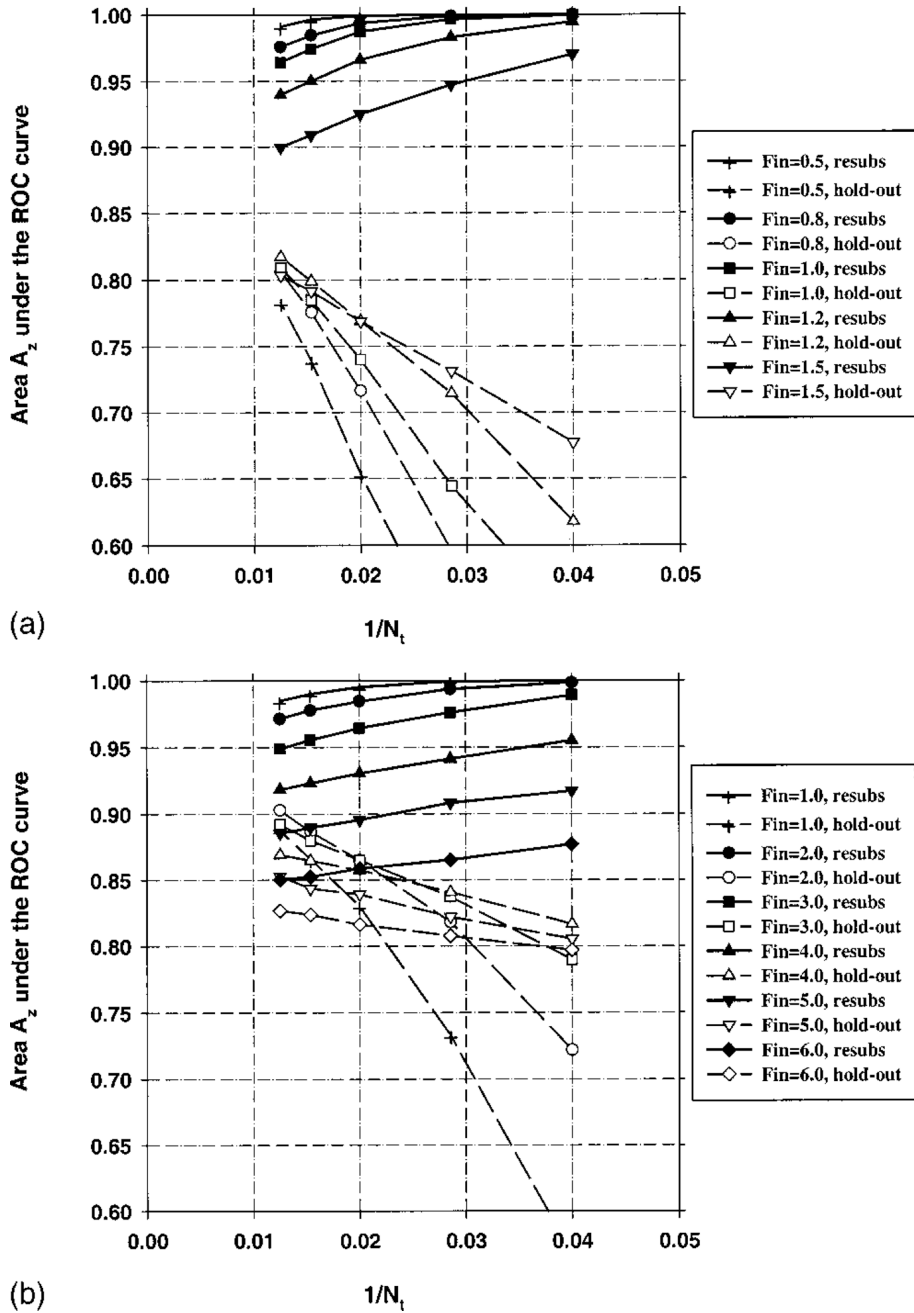 1.00
0.95
0.90
0.85
0.80
0.75
0.70
0.65
0.60
Area A_z under the ROC curve
0.00 0.01 0.02 0.03 0.04 0.05
1/N_t
Fin=0.5, resubs
Fin=0.5, hold-out
Fin=0.8, resubs
Fin=0.8, hold-out
Fin=1.0, resubs
Fin=1.0, hold-out
Fin=1.2, resubs
Fin=1.2, hold-out
Fin=1.5, resubs
Fin=1.5, hold-out
(a)
1.00
0.95
0.90
0.85
0.80
0.75
0.70
0.65
0.60
Area A_z under the ROC curve
0.00 0.01 0.02 0.03 0.04 0.05
1/N_t
Fin=1.0, resubs
Fin=1.0, hold-out
Fin=2.0, resubs
Fin=2.0, hold-out
Fin=3.0, resubs
Fin=3.0, hold-out
Fin=4.0, resubs
Fin=4.0, hold-out
Fin=5.0, resubs
Fin=5.0, hold-out
Fin=6.0, resubs
Fin=6.0, hold-out
(b)